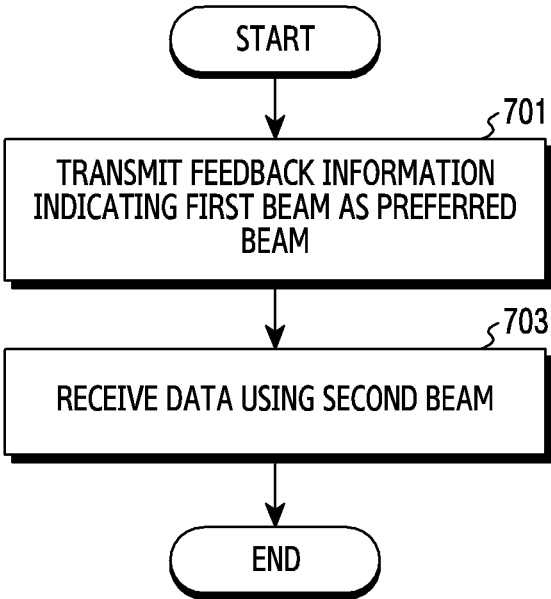 START
701
TRANSMIT FEEDBACK INFORMATION
INDICATING FIRST BEAM AS PREFERRED
BEAM
703
RECEIVE DATA USING SECOND BEAM
END